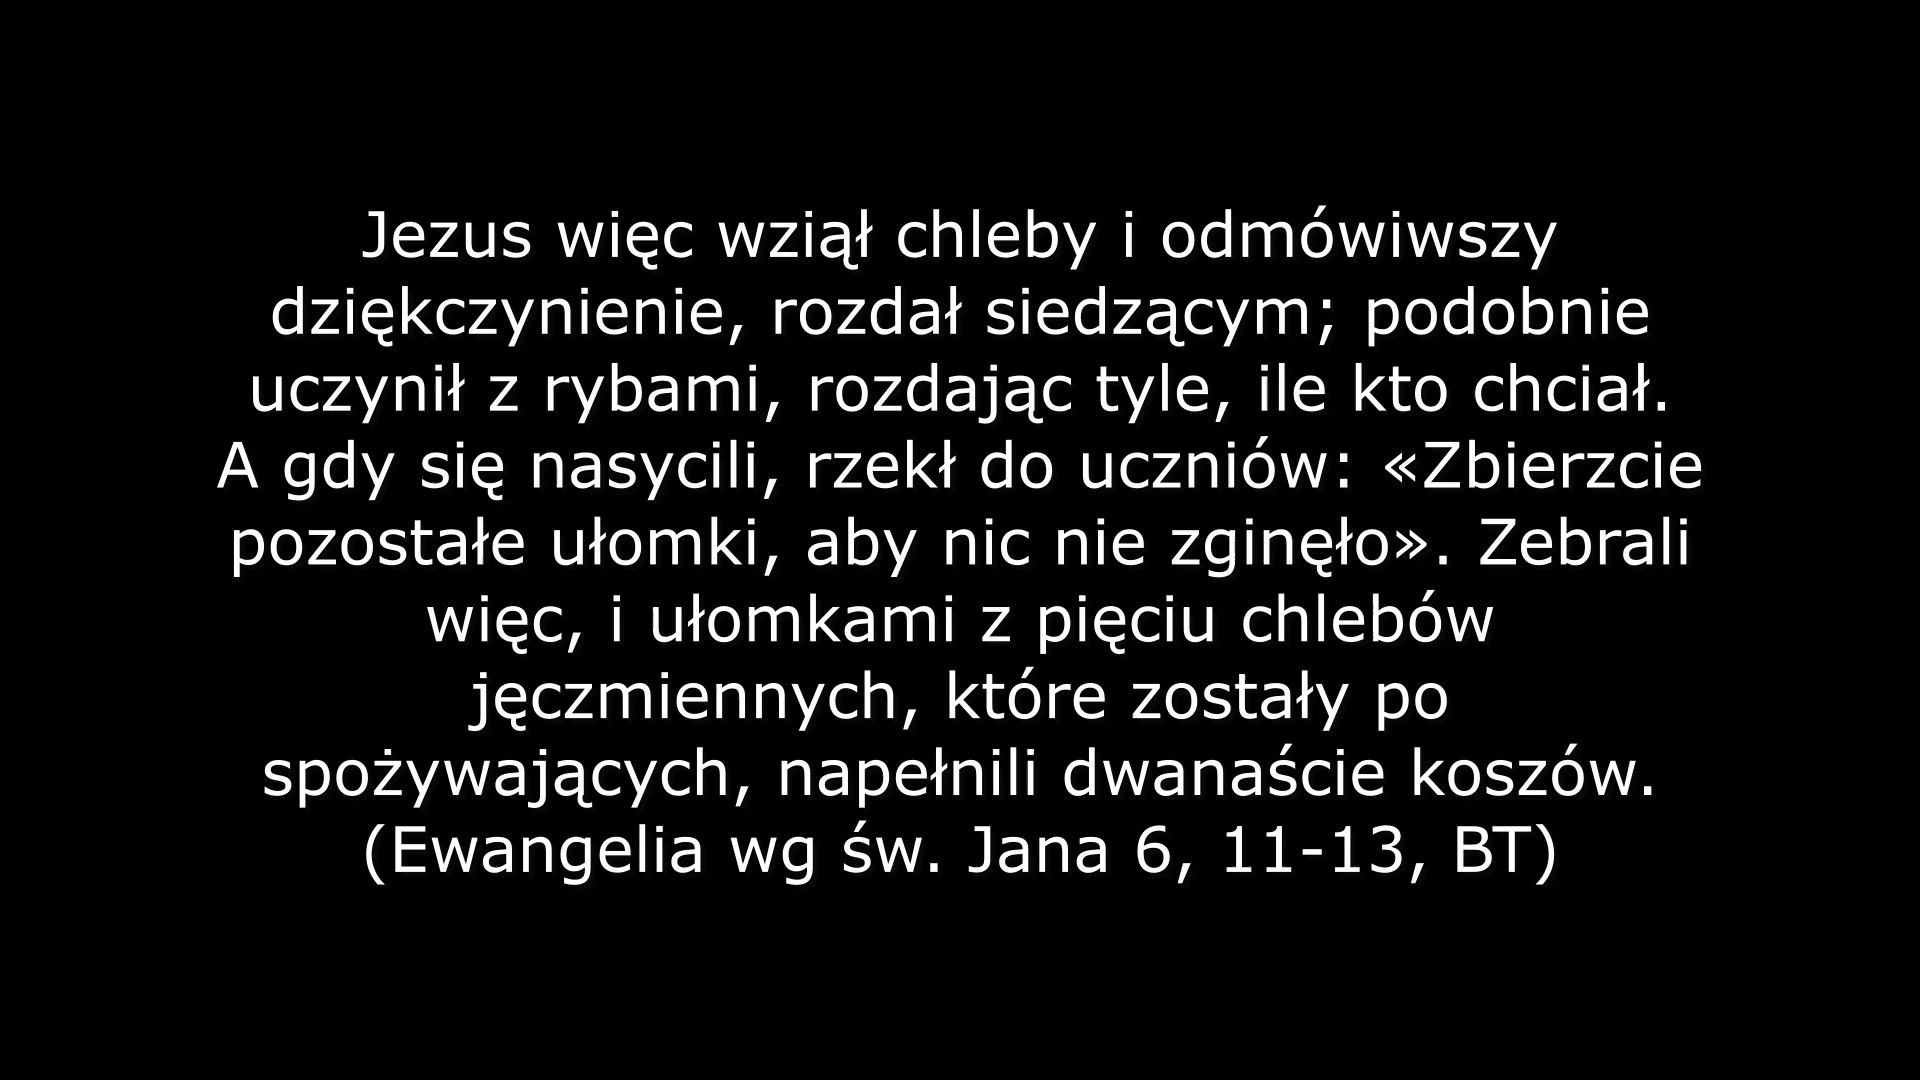 Jezus więc wziął chleby i odmówiwszy
dziękczynienie, rozdał siedzącym; podobnie
uczynił z rybami, rozdając tyle, ile kto chciał.
A gdy się nasycili, rzekł do uczniów: «Zbierzcie
pozostałe ułomki, aby nic nie zginęło». Zebrali
więc, i ułomkami z pięciu chlebów
jęczmiennych, które zostały po
spożywających, napełnili dwanaście koszów.
(Ewangelia wg św. Jana 6, 11-13, BT)